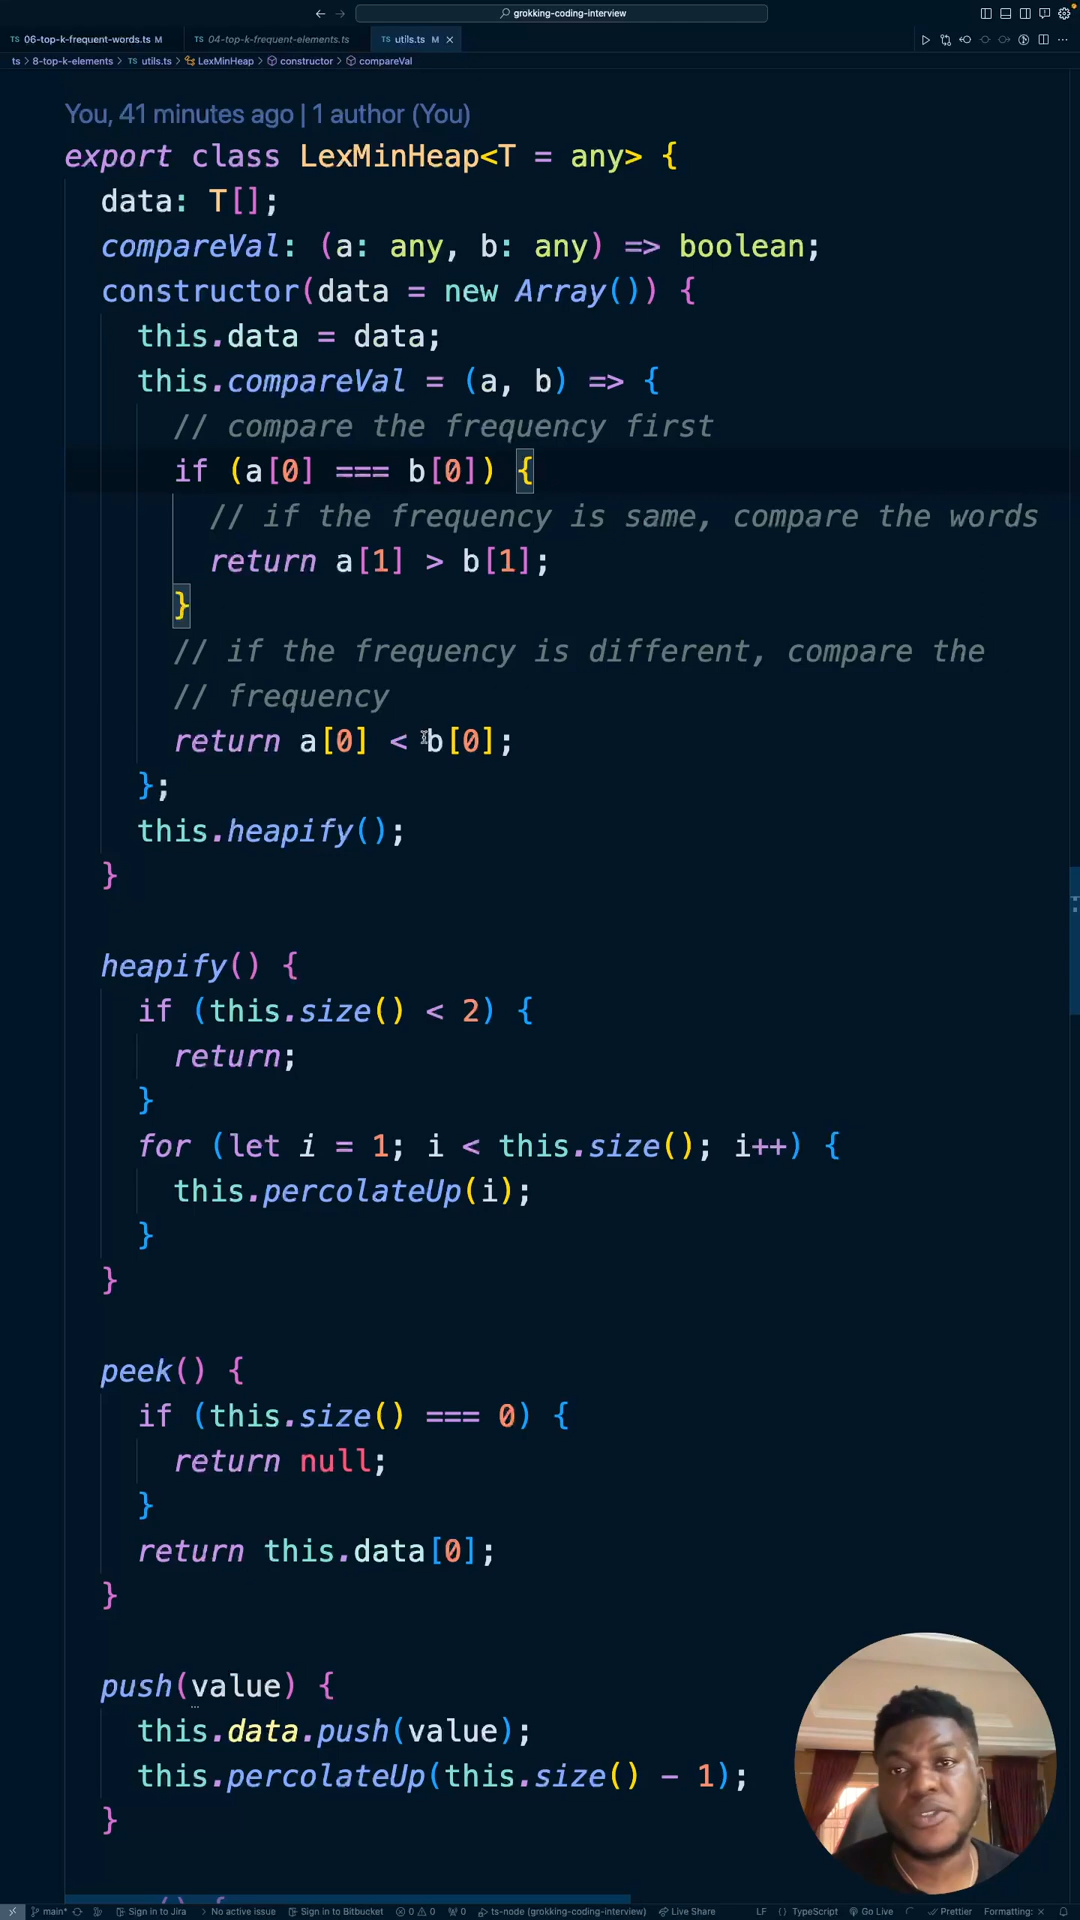 grokking-coding-interview
TS 06-top-k-frequent-words.ts M
TS 04-top-k-frequent-elements.ts
TS utils.ts M
ts > 8-top-k-elements > TS utils.ts > LexMinHeap > constructor > compareVal
You, 41 minutes ago | 1 author (You)
export class LexMinHeap<T = any> {
data: T[];
compareVal: (a: any, b: any) => boolean;
constructor(data = new Array()) {
this.data = data;
this.compareVal = (a, b) => {
// compare the frequency first
if (a[0] === b[0]) {
// if the frequency is same, compare the words
return a[1] > b[1];
}
// if the frequency is different, compare the
// frequency
return a[0] < b[0];
};
this.heapify();
}
heapify() {
if (this.size() < 2) {
return;
}
for (let i = 1; i < this.size(); i++) {
this.percolateUp(i);
}
}
peek() {
if (this.size() === 0) {
return null;
}
return this.data[0];
}
push(value) {
this.data.push(value);
this.percolateUp(this.size() - 1);
}
main* Sign in to Jira No active issue Sign in to Bitbucket 0 0 0 ts-node (grokking-coding-interview) Live Share LF {} TypeScript Go Live Prettier Formatting: ×